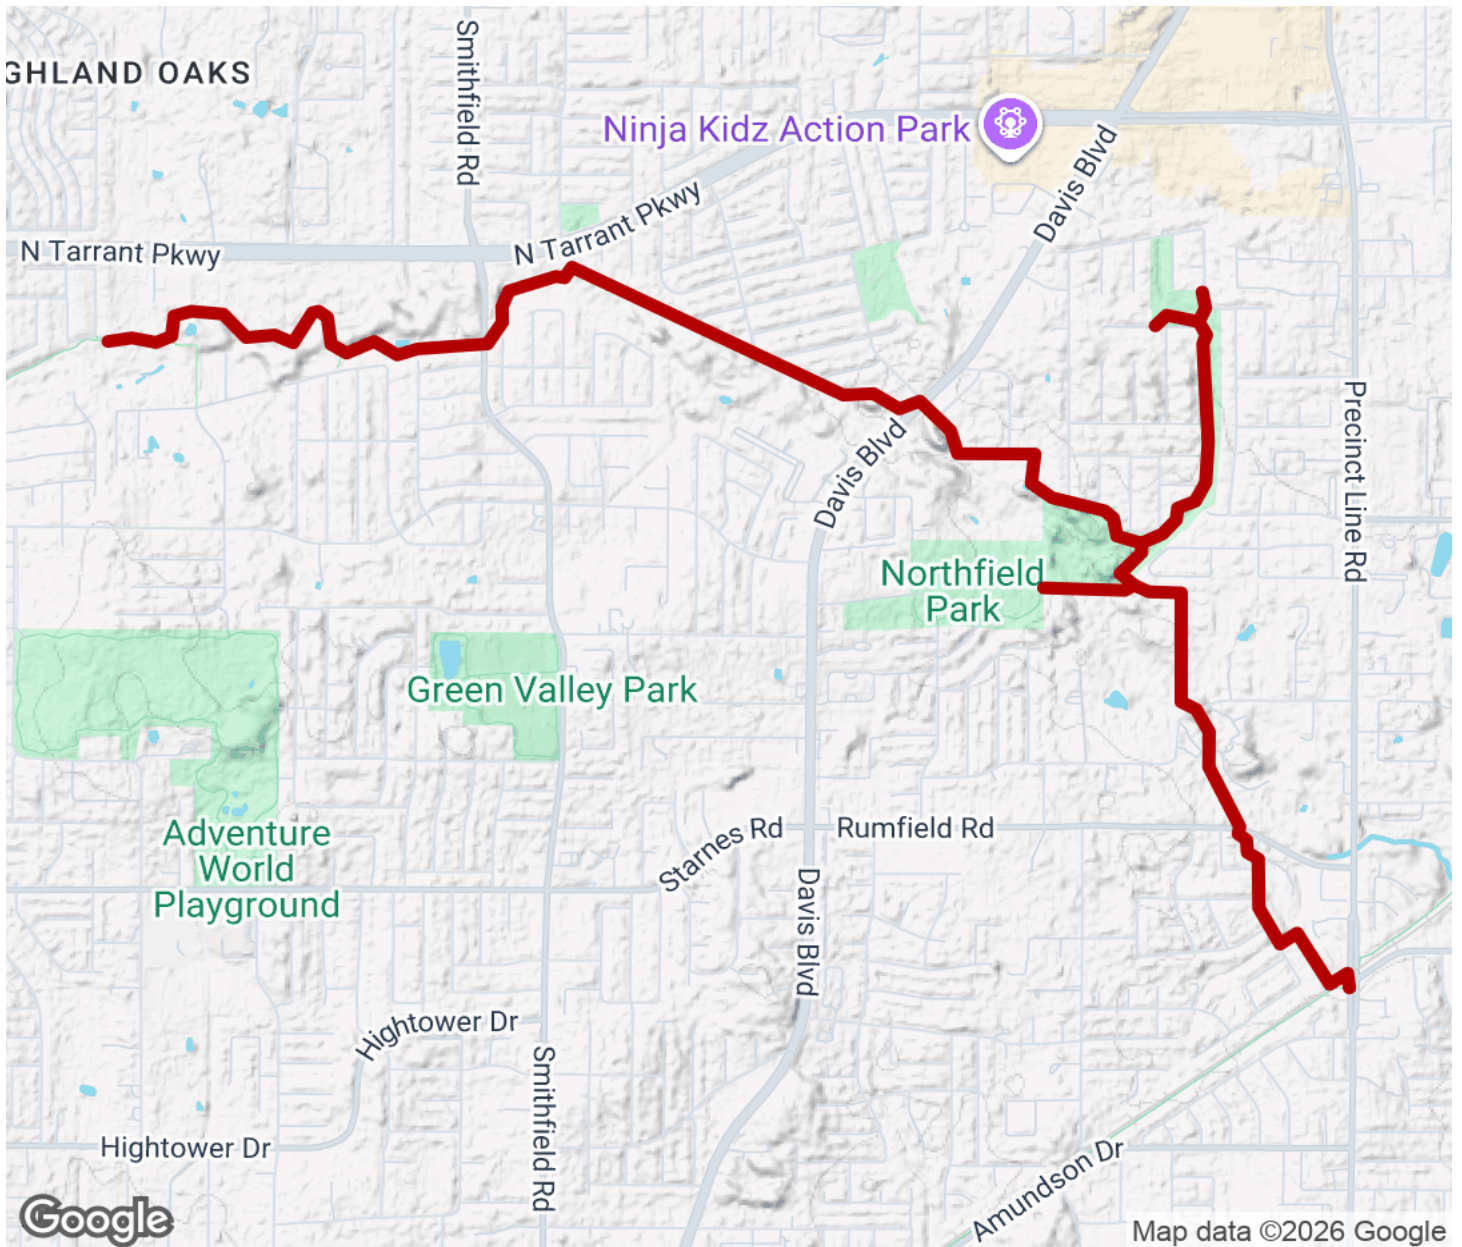 GHLAND OAKS
Smithfield Rd
Ninja Kidz Action Park
Davis Blvd
N Tarrant Pkwy
N Tarrant Pkwy
Precinct Line Rd
Davis Blvd
Northfield
Park
Green Valley Park
Adventure
World
Playground
Starnes Rd
Rumfield Rd
Davis Blvd
Hightower Dr
Smithfield Rd
Hightower Dr
Amundson Dr
Google
Map data ©2026 Google